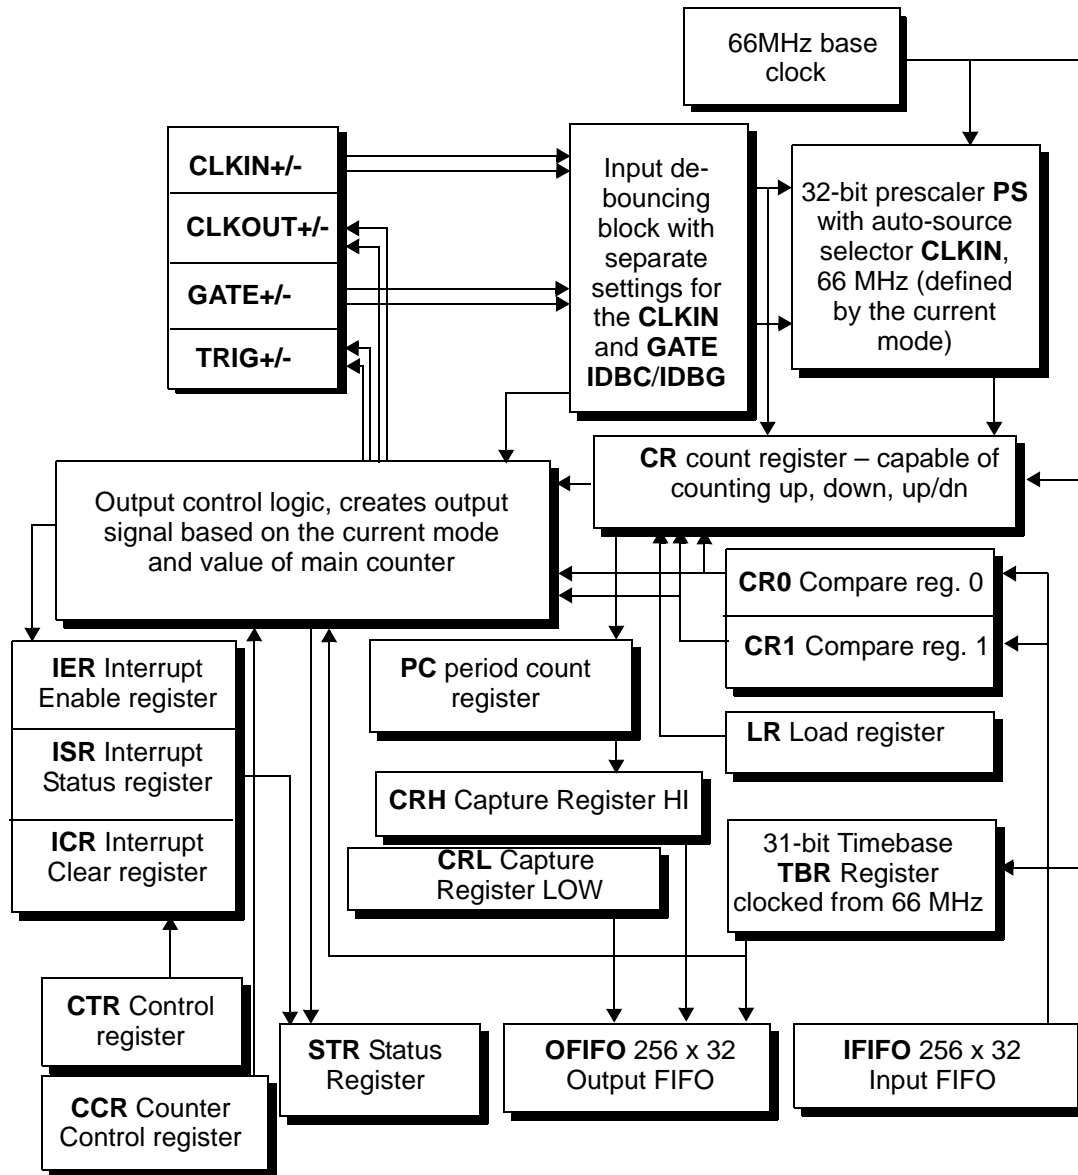 66MHz base
clock
CLKIN+/-
CLKOUT+/-
GATE+/-
TRIG+/-
Input de-
bouncing
block with
separate
settings for
the CLKIN
and GATE
IDBC/IDBG
32-bit prescaler PS
with auto-source
selector CLKIN,
66 MHz (defined
by the current
mode)
CR count register – capable of
counting up, down, up/dn
Output control logic, creates output
signal based on the current mode
and value of main counter
CR0 Compare reg. 0
CR1 Compare reg. 1
IER Interrupt
Enable register
ISR Interrupt
Status register
ICR Interrupt
Clear register
PC period count
register
LR Load register
CRH Capture Register HI
CRL Capture
Register LOW
31-bit Timebase
TBR Register
clocked from 66 MHz
CTR Control
register
CCR Counter
Control register
STR Status
Register
OFIFO 256 x 32
Output FIFO
IFIFO 256 x 32
Input FIFO